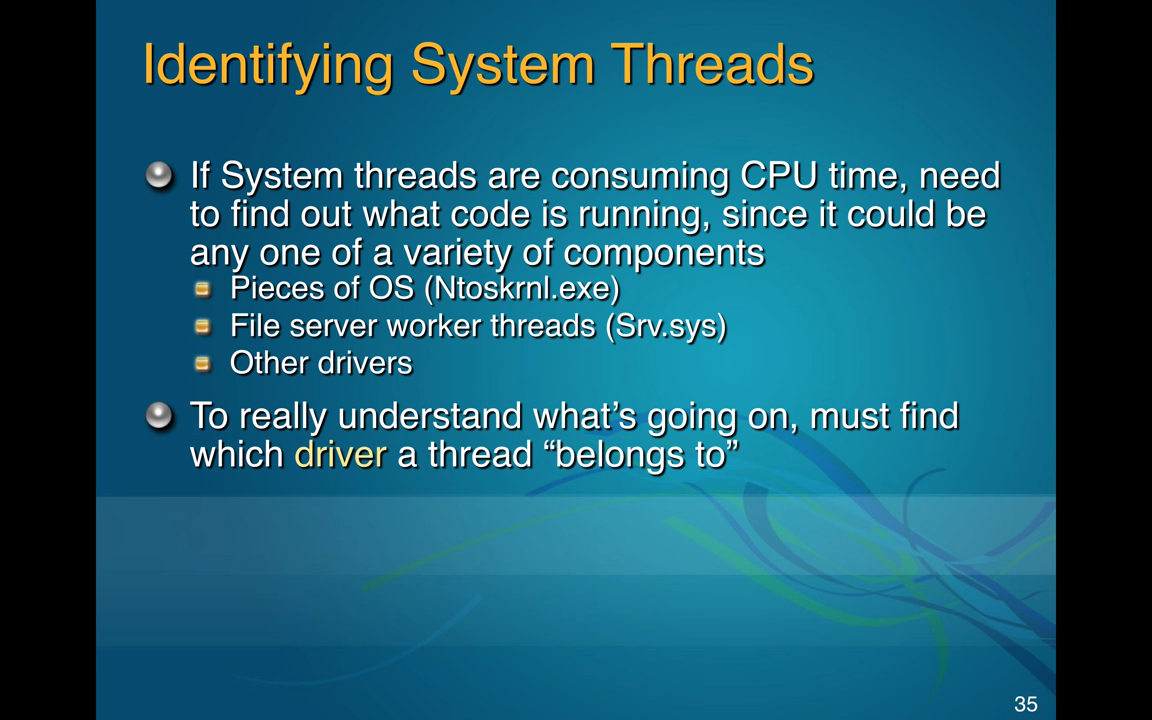 Identifying System Threads
If System threads are consuming CPU time, need
to find out what code is running, since it could be
any one of a variety of components
Pieces of OS (Ntoskrnl.exe)
File server worker threads (Srv.sys)
Other drivers
To really understand what’s going on, must find
which driver a thread “belongs to”
35